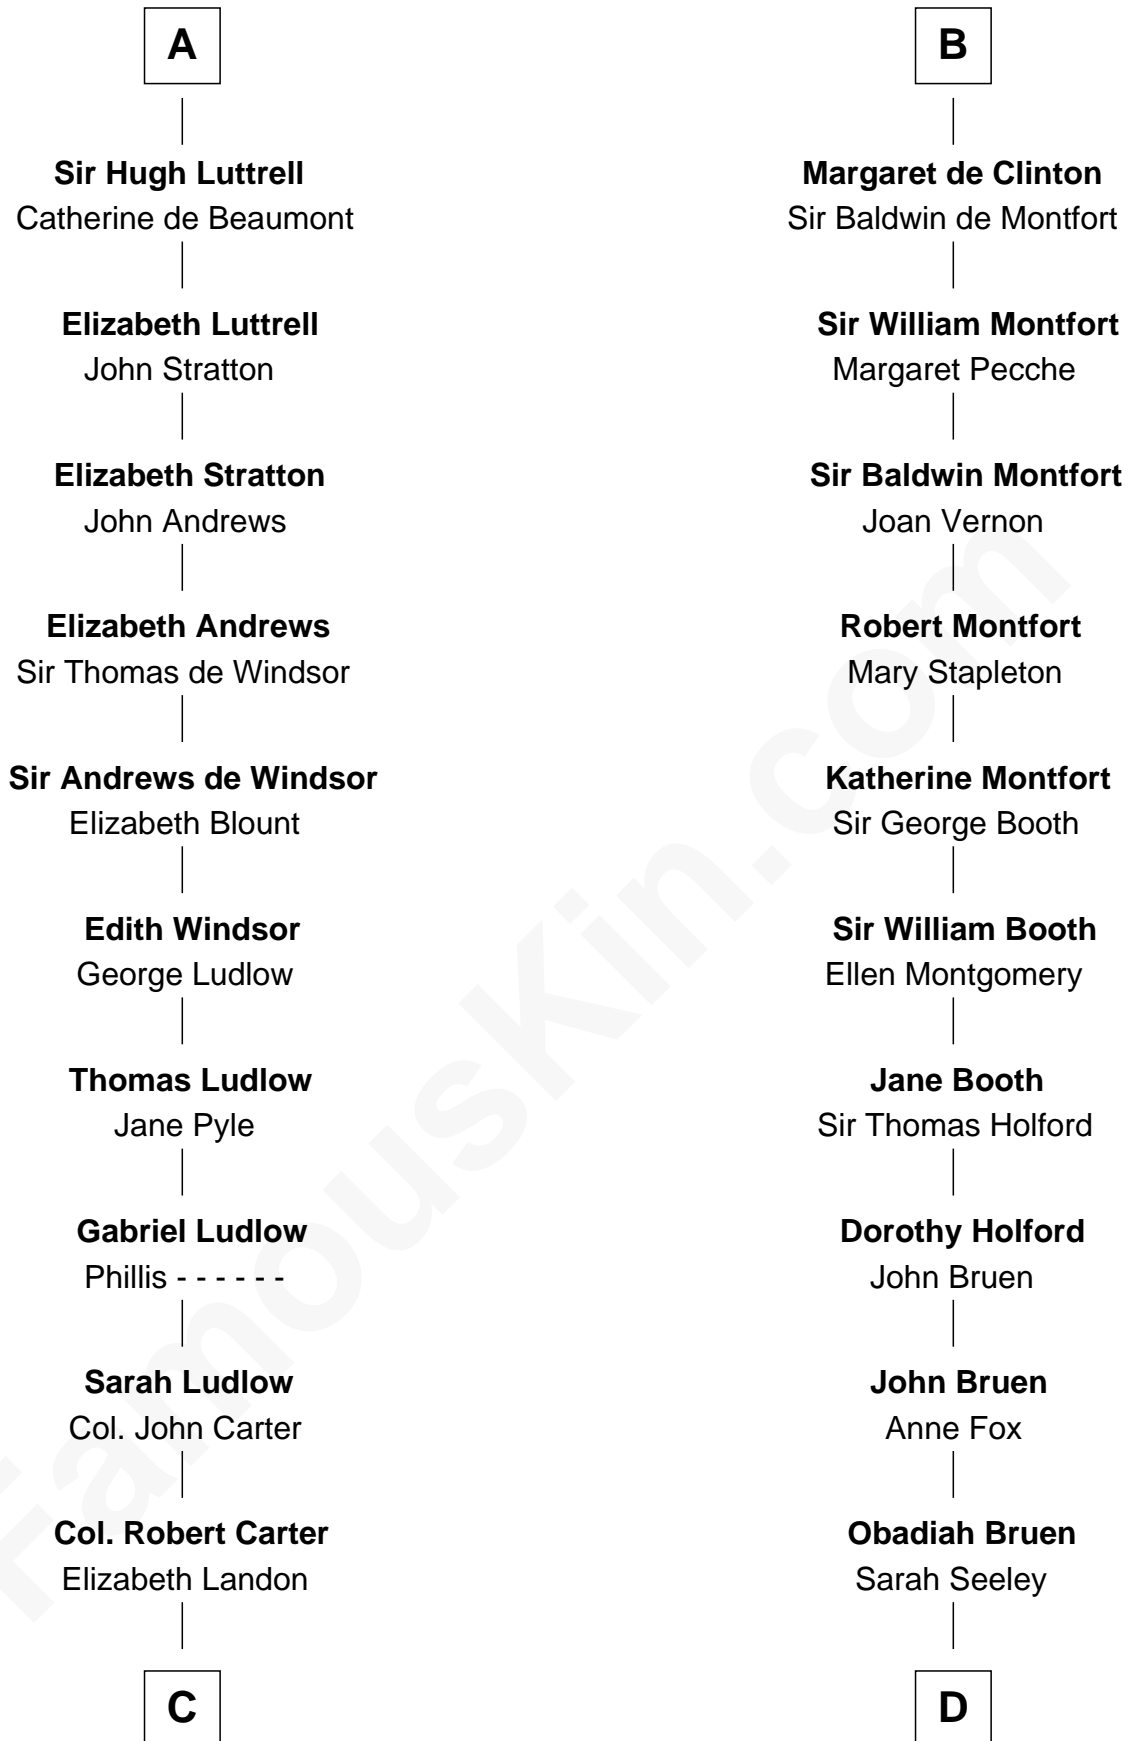 A
Sir Hugh Luttrell
Catherine de Beaumont
Elizabeth Luttrell
John Stratton
Elizabeth Stratton
John Andrews
Elizabeth Andrews
Sir Thomas de Windsor
Sir Andrews de Windsor
Elizabeth Blount
Edith Windsor
George Ludlow
Thomas Ludlow
Jane Pyle
Gabriel Ludlow
Phillis - - - - - -
Sarah Ludlow
Col. John Carter
Col. Robert Carter
Elizabeth Landon
C
B
Margaret de Clinton
Sir Baldwin de Montfort
Sir William Montfort
Margaret Pecche
Sir Baldwin Montfort
Joan Vernon
Robert Montfort
Mary Stapleton
Katherine Montfort
Sir George Booth
Sir William Booth
Ellen Montgomery
Jane Booth
Sir Thomas Holford
Dorothy Holford
John Bruen
John Bruen
Anne Fox
Obadiah Bruen
Sarah Seeley
D
FamousKin.com